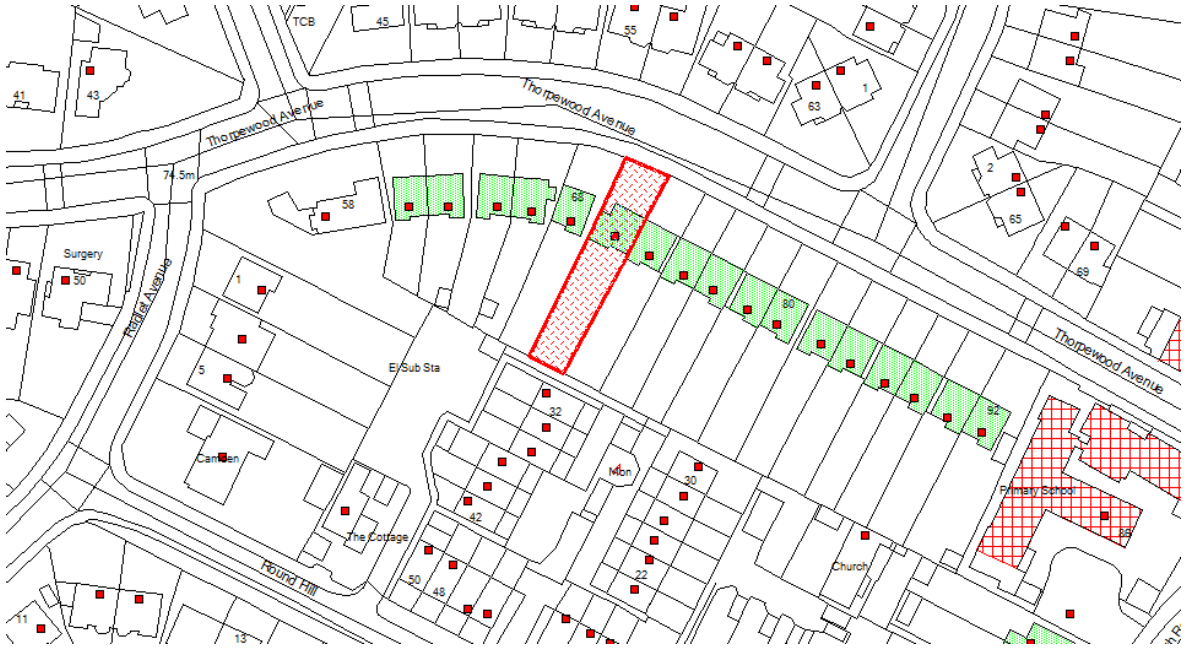 TCB
45
55
41
43
63
1
Thorpewood Avenue
Thorpewood Avenue
2
65
74.5m
58
68
69
Surgery
50
1
Radlet Avenue
80
5
El Sub Sta
Thorpewood Avenue
32
92
Camden
Mon
30
Primary School
42
86
The Cottage
22
Church
Round Hill
50
48
11
13